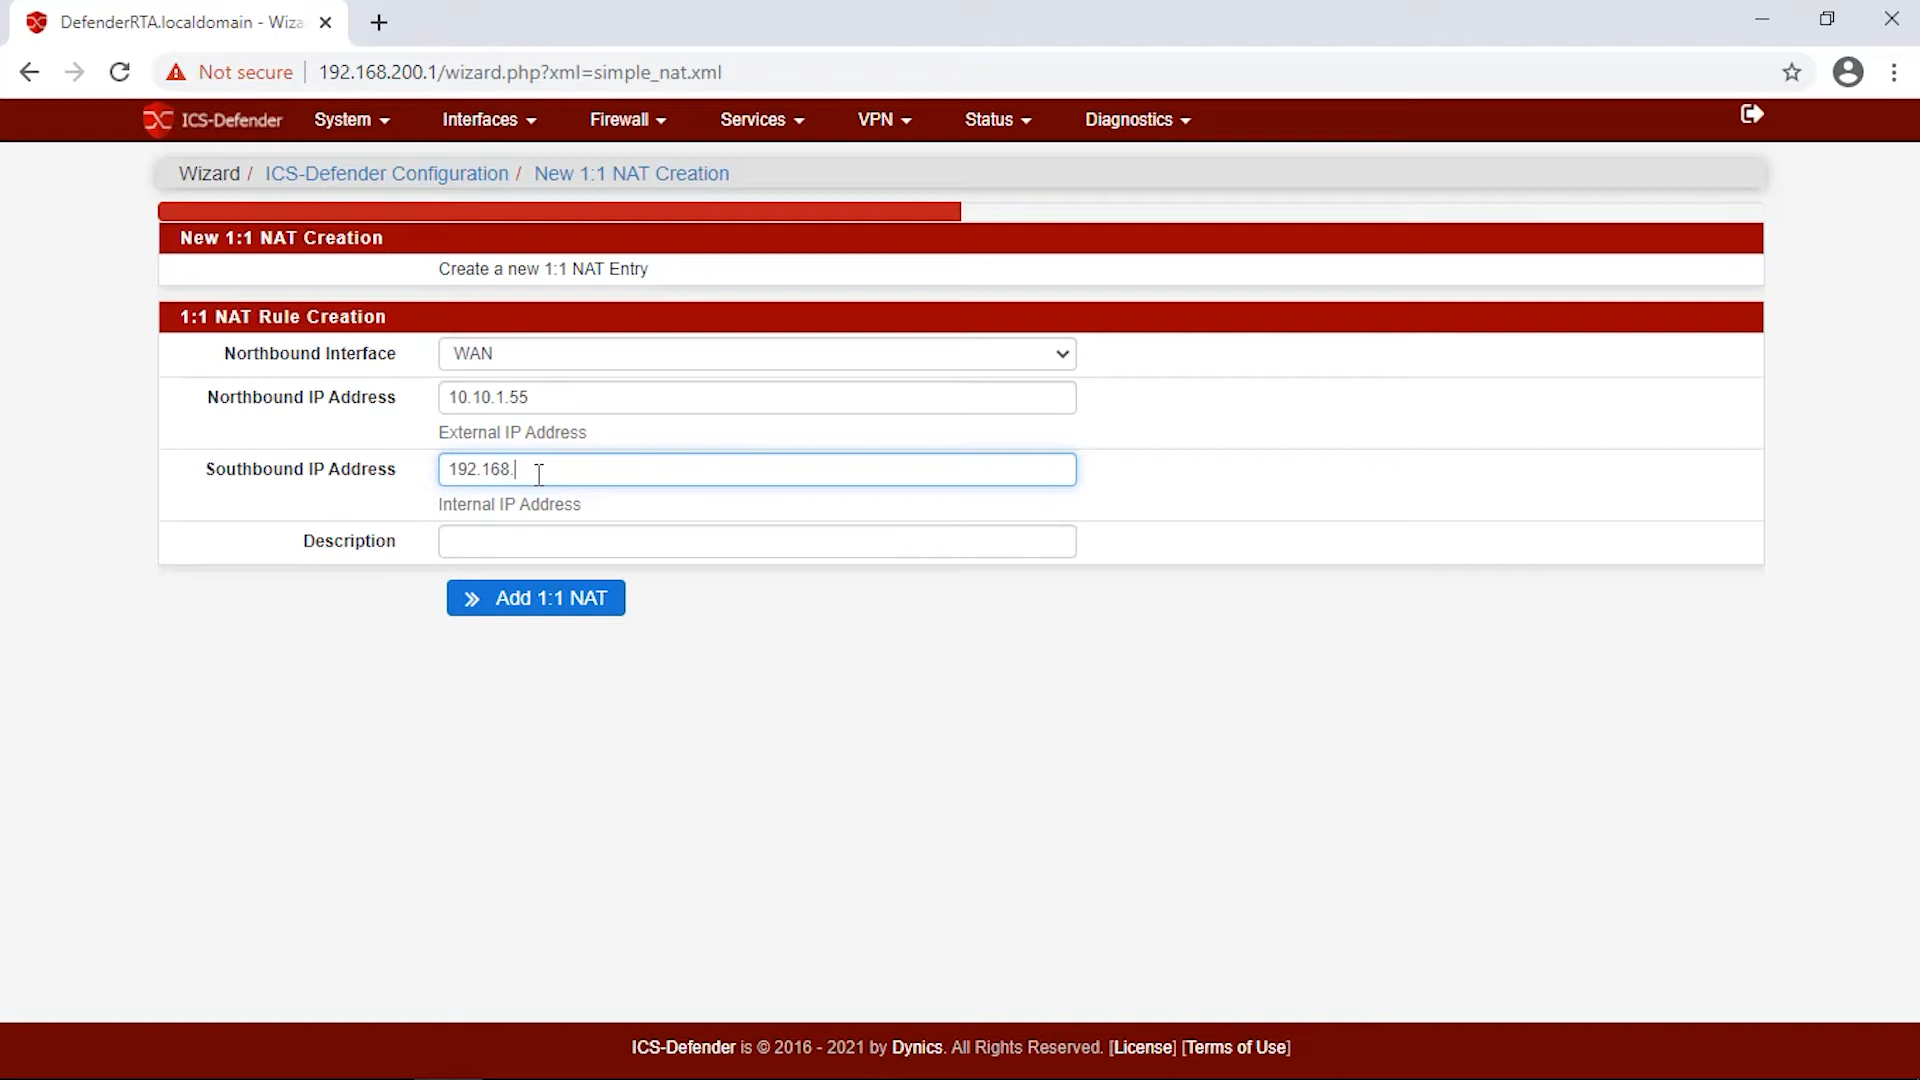 DefenderRTA.localdomain - Wiza
Not secure 192.168.200.1/wizard.php?xml=simple_nat.xml
ICS-Defender System Interfaces Firewall Services VPN Status Diagnostics
Wizard / ICS-Defender Configuration / New 1:1 NAT Creation
New 1:1 NAT Creation
Create a new 1:1 NAT Entry
1:1 NAT Rule Creation
Northbound Interface WAN
Northbound IP Address 10.10.1.55
External IP Address
Southbound IP Address 192.168.
Internal IP Address
Description
Add 1:1 NAT
ICS-Defender is © 2016 - 2021 by Dynics. All Rights Reserved. [License] [Terms of Use]